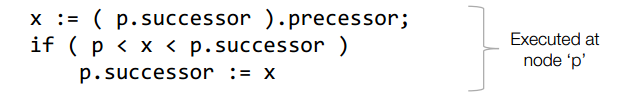 x := ( p.successor ).precessor;
if ( p < x < p.successor )
p.successor := x
Executed at
node ‘p’